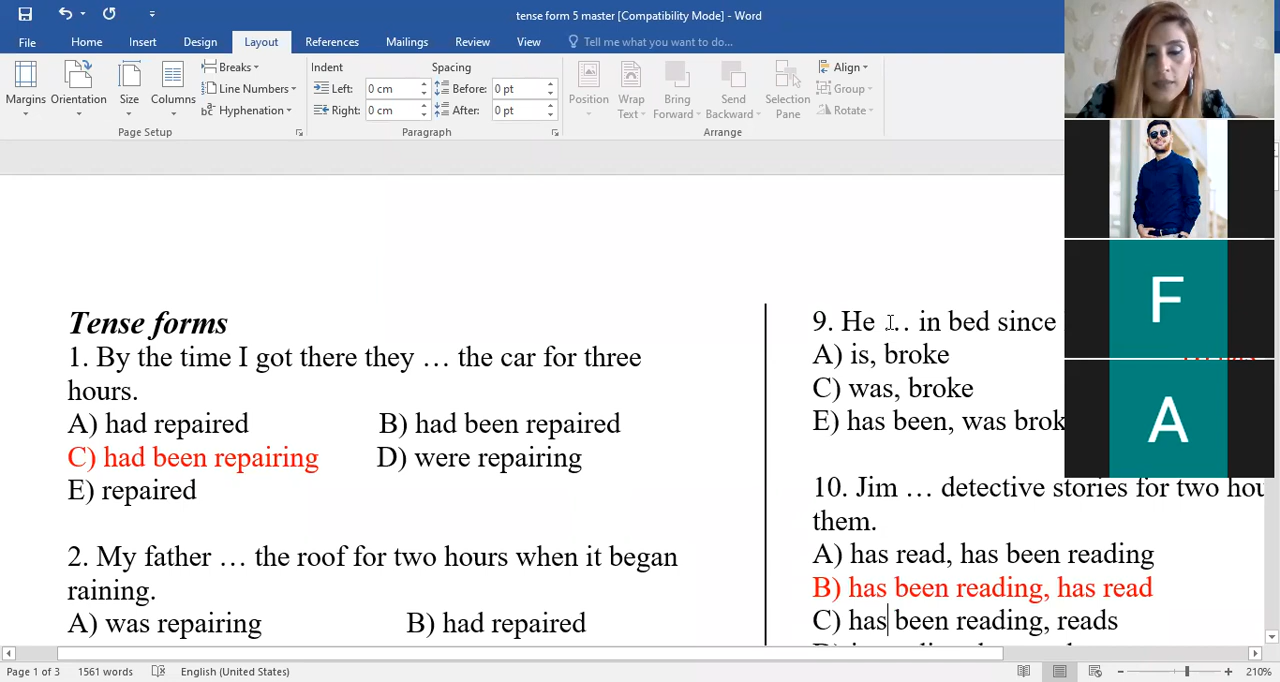 tense form 5 master [Compatibility Mode] - Word
File Home Insert Design Layout References Mailings Review View Tell me what you want to do...
Margins Orientation Size Columns Breaks Line Numbers Hyphenation
Page Setup
Indent Spacing
Left: 0 cm Before: 0 pt
Right: 0 cm After: 0 pt
Paragraph
Position Wrap Text Bring Forward Send Backward Selection Pane Align Group Rotate
Arrange
F
A
Tense forms
1. By the time I got there they … the car for three
hours.
A) had repaired B) had been repaired
C) had been repairing D) were repairing
E) repaired
2. My father … the roof for two hours when it began
raining.
A) was repairing B) had repaired
9. He … in bed since
A) is, broke
C) was, broke
E) has been, was brok
10. Jim … detective stories for two hou
them.
A) has read, has been reading
B) has been reading, has read
C) has been reading, reads
Page 1 of 3 1561 words English (United States) 210%